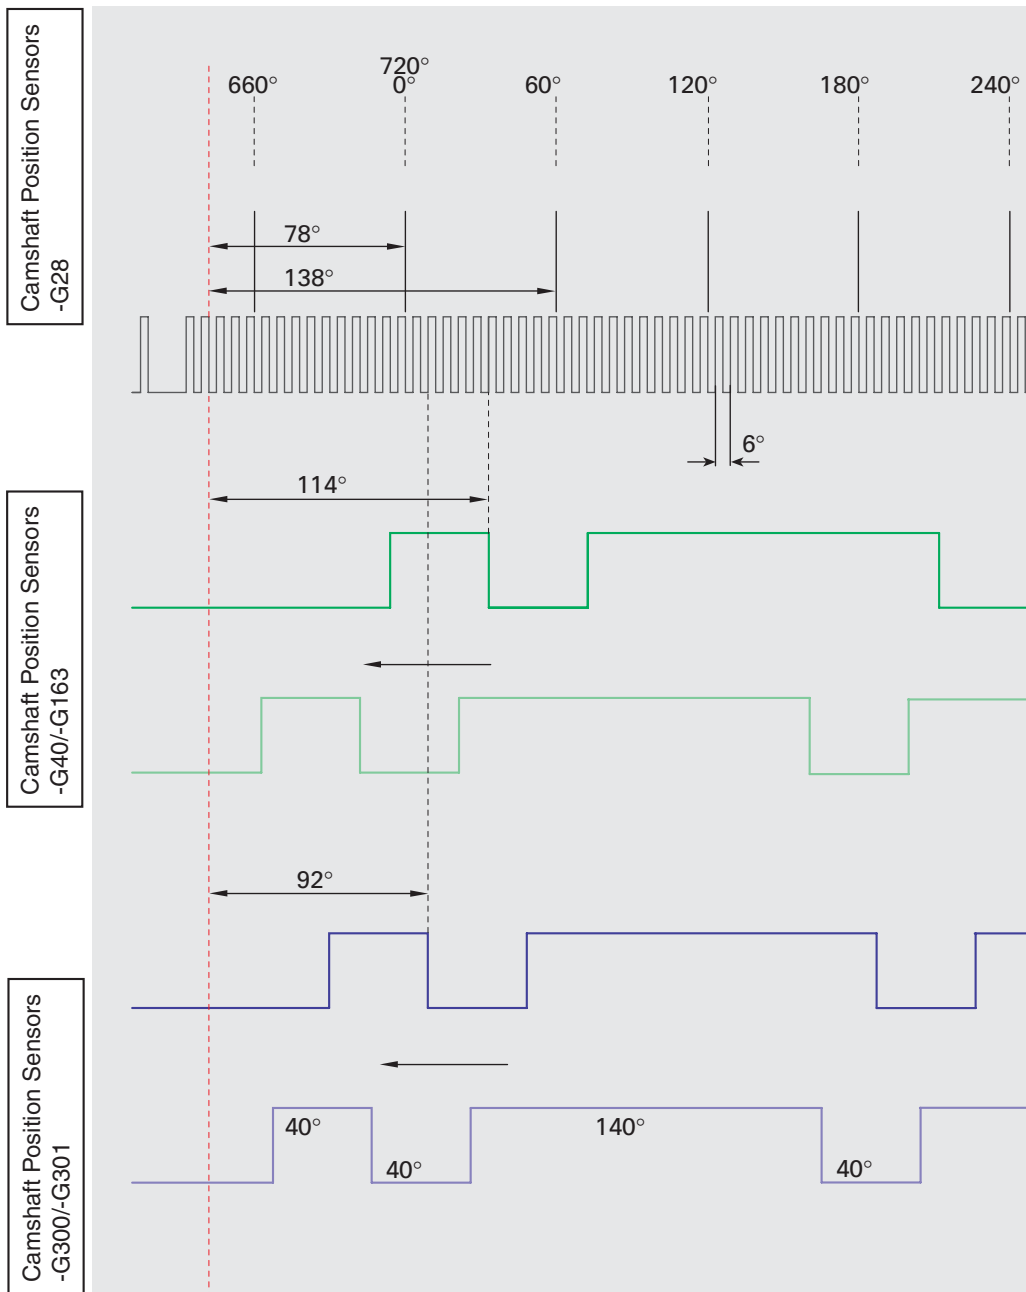 Camshaft Position Sensors
-G28
720°
660°
0°
60°
120°
180°
240°
78°
138°
6°
Camshaft Position Sensors
-G40/-G163
114°
92°
Camshaft Position Sensors
-G300/-G301
40°
40°
140°
40°